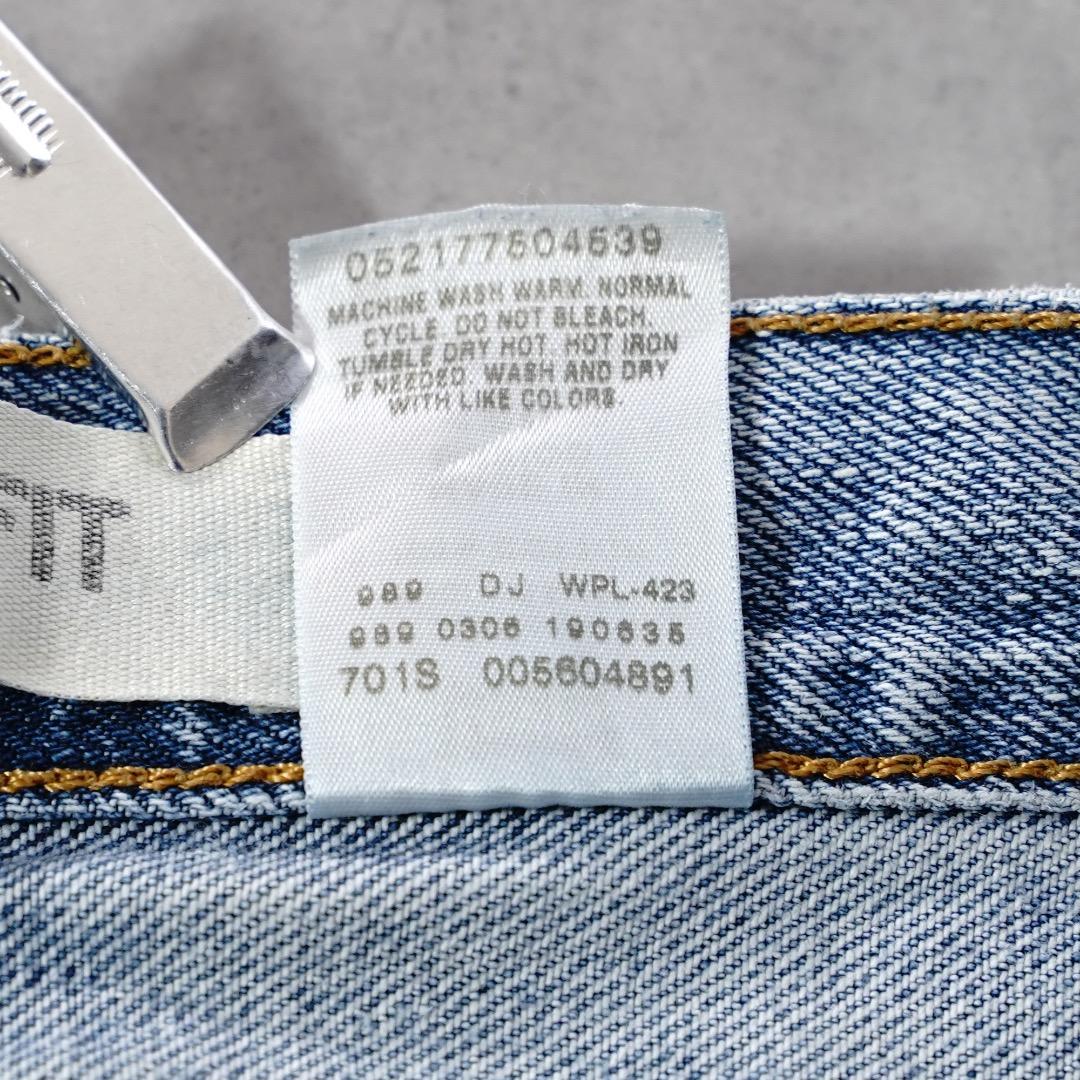 052177504539
MACHINE WASH WARM. NORMAL
CYCLE. DO NOT BLEACH.
TUMBLE DRY HOT. HOT IRON
IF NEEDED. WASH AND DRY
WITH LIKE COLORS.
FIT
989 DJ WPL-423
989 0306 190635
701S 005604891